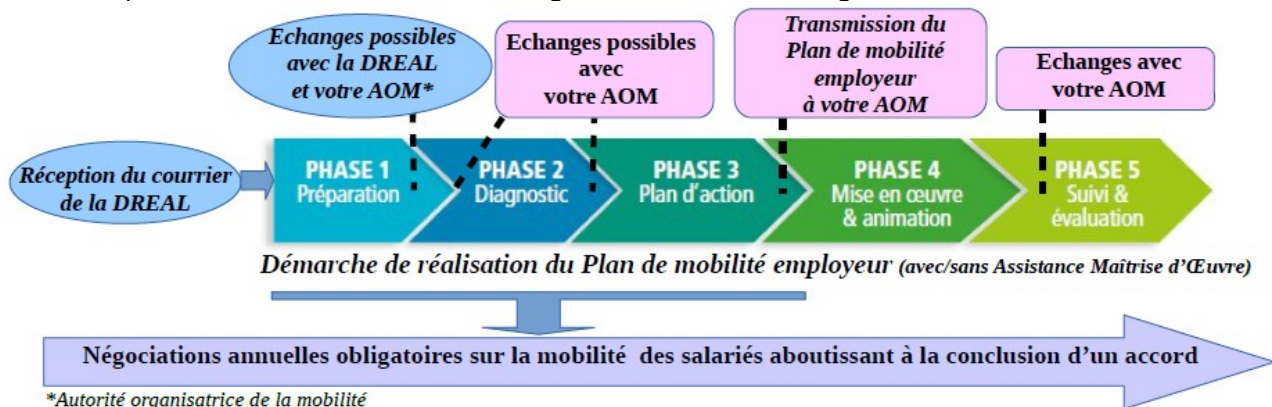 Echanges possibles
avec la DREAL
et votre AOM*
Echanges possibles
avec
votre AOM
Transmission du
Plan de mobilité
employeur
à votre AOM
Echanges avec
votre AOM
Réception du courrier
de la DREAL
PHASE 1
Préparation
PHASE 2
Diagnostic
PHASE 3
Plan d'action
PHASE 4
Mise en œuvre
& animation
PHASE 5
Suivi &
évaluation
Démarche de réalisation du Plan de mobilité employeur (avec/sans Assistance Maîtrise d'Œuvre)
Négociations annuelles obligatoires sur la mobilité des salariés aboutissant à la conclusion d'un accord
*Autorité organisatrice de la mobilité